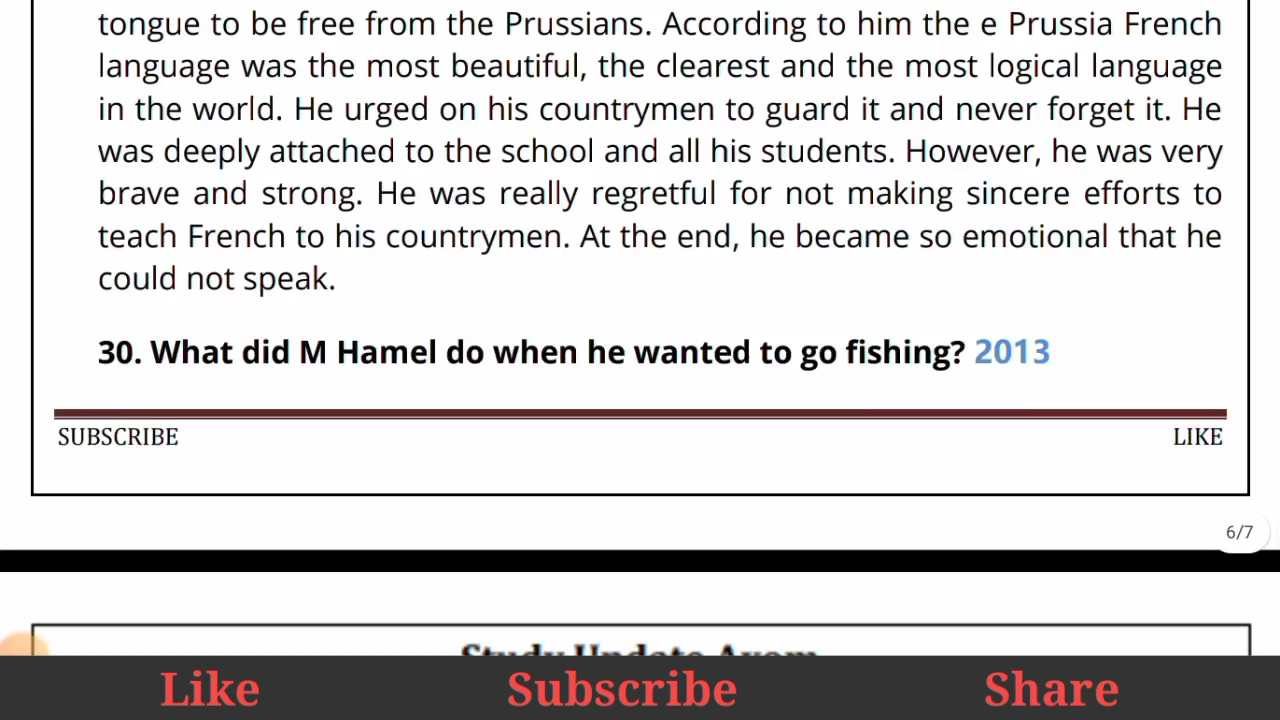 tongue to be free from the Prussians. According to him the e Prussia French
language was the most beautiful, the clearest and the most logical language
in the world. He urged on his countrymen to guard it and never forget it. He
was deeply attached to the school and all his students. However, he was very
brave and strong. He was really regretful for not making sincere efforts to
teach French to his countrymen. At the end, he became so emotional that he
could not speak.
30. What did M Hamel do when he wanted to go fishing? 2013
SUBSCRIBE LIKE
6/7
Study Update Axom
Like Subscribe Share